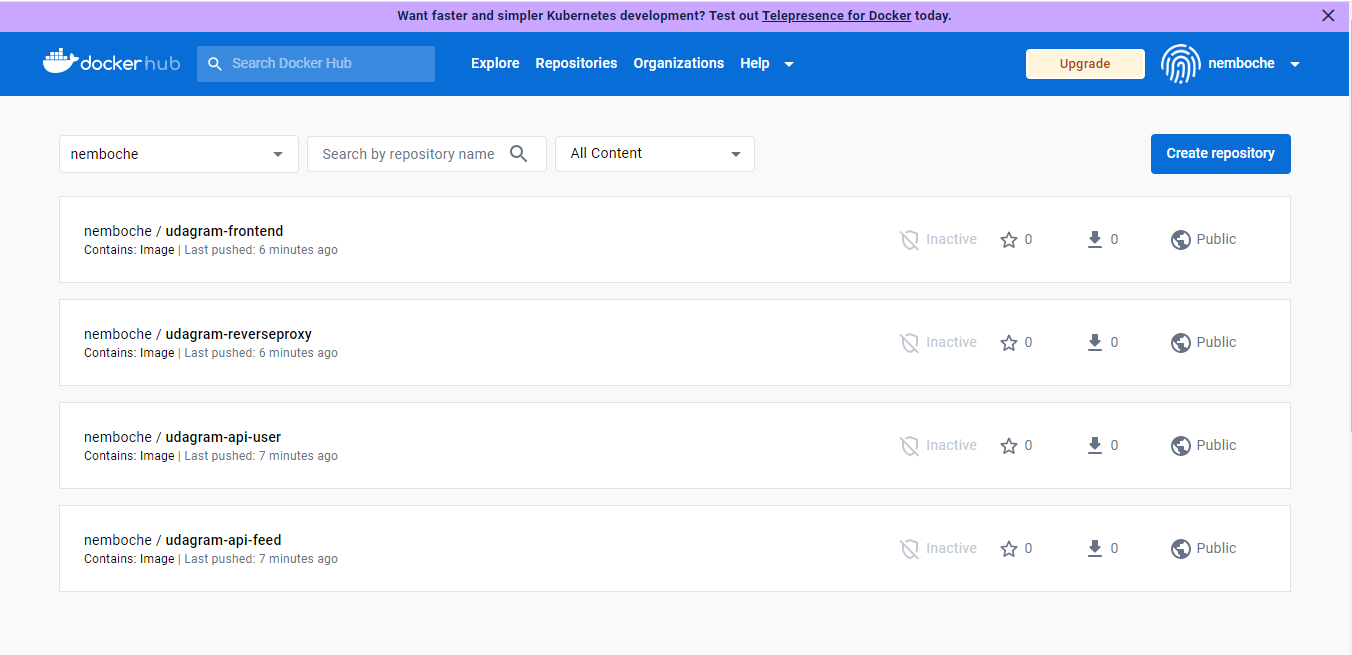 Want faster and simpler Kubernetes development? Test out Telepresence for Docker today.
docker hub Search Docker Hub Explore Repositories Organizations Help Upgrade nemboche
nemboche Search by repository name All Content Create repository
nemboche / udagram-frontend
Contains: Image | Last pushed: 6 minutes ago
Inactive 0 0 Public
nemboche / udagram-reverseproxy
Contains: Image | Last pushed: 6 minutes ago
Inactive 0 0 Public
nemboche / udagram-api-user
Contains: Image | Last pushed: 7 minutes ago
Inactive 0 0 Public
nemboche / udagram-api-feed
Contains: Image | Last pushed: 7 minutes ago
Inactive 0 0 Public